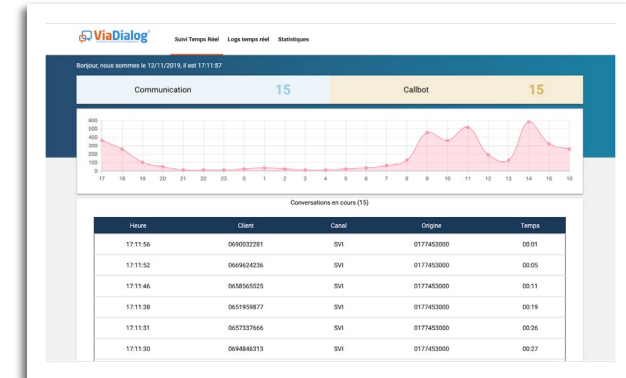 ViaDialog
Suivi Temps Réel Logs temps réel Statistiques
Bonjour, nous sommes le 12/11/2019, il est 17:11:57
Communication 15 Callbot 15
600
500
400
300
200
100
0
17 18 19 20 21 22 23 0 1 2 3 4 5 6 7 8 9 10 11 12 13 14 15 16
Conversations en cours (15)
Heure Client Canal Origine Temps
17:11:56 0690032281 SVI 0177453000 00:01
17:11:52 0669624236 SVI 0177453000 00:05
17:11:46 0658565525 SVI 0177453000 00:11
17:11:38 0651959877 SVI 0177453000 00:19
17:11:31 0657337666 SVI 0177453000 00:26
17:11:30 0694846313 SVI 0177453000 00:27